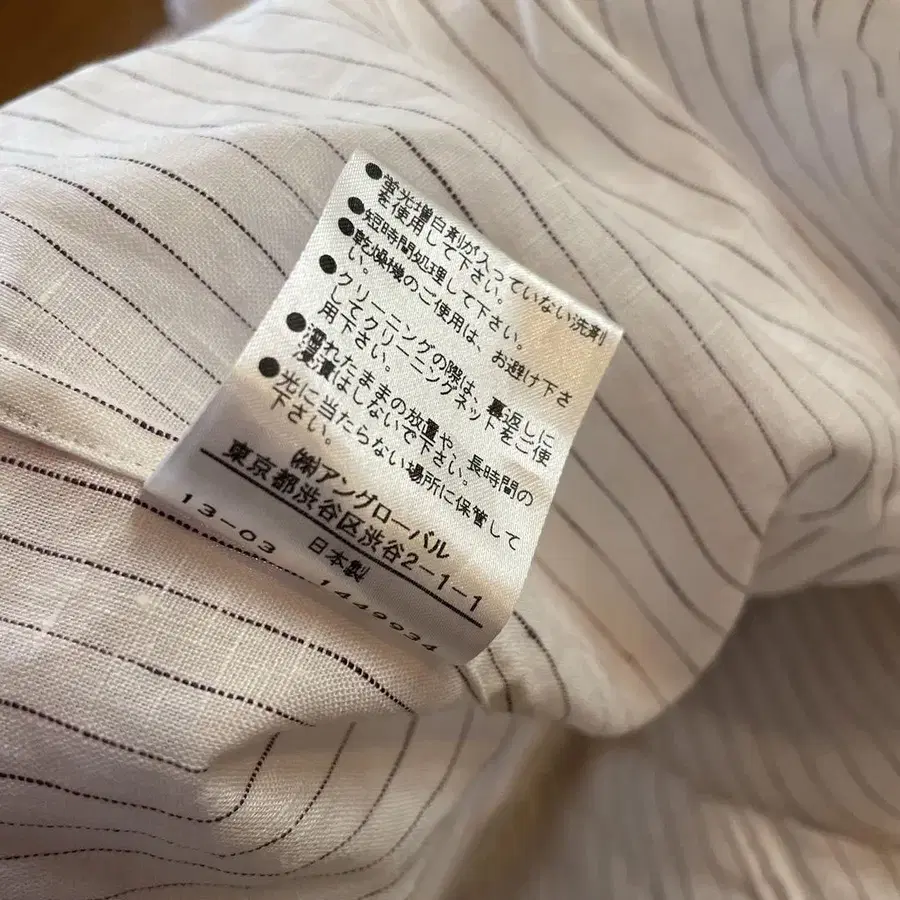 ●蛍光増白剤が入っていない洗剤
を使用して下さい。
●短時間処理して下さい。
●乾燥機のご使用は、お避け下さ
い。
●クリーニングの際は、裏返しに
してクリーニングネットをご使
用下さい。
●濡れたままの放置や、長時間の
浸漬はしないで下さい。
●光に当たらない場所に保管して
下さい。
㈱アングローバル
東京都渋谷区渋谷2-1-1
日本製
13-03 1449934